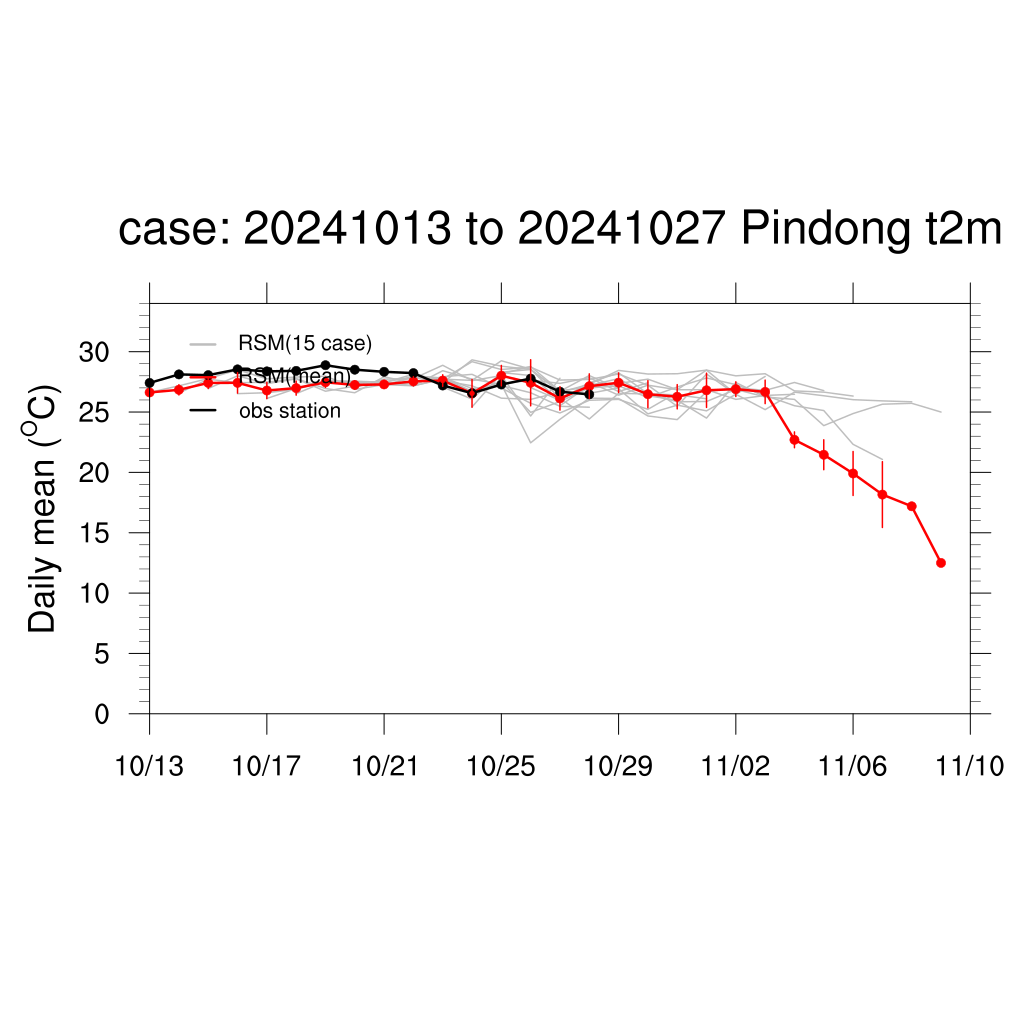 case: 20241013 to 20241027 Pindong t2m
RSM(15 case)
RSM(mean)
obs station
Daily mean (°C)
30
25
20
15
10
5
0
10/13 10/17 10/21 10/25 10/29 11/02 11/06 11/10